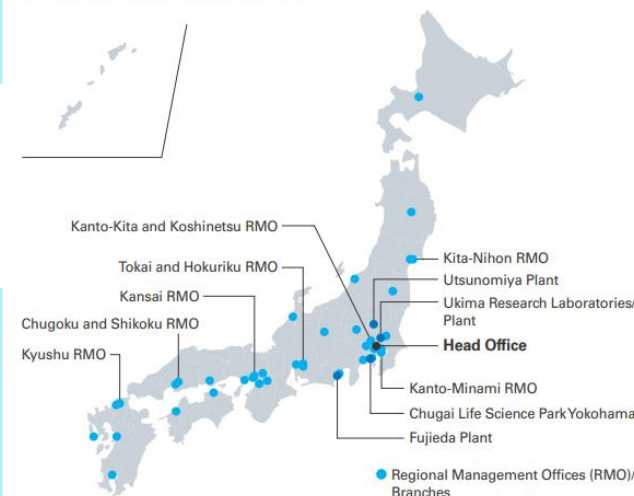 Kanto-Kita and Koshinetsu RMO
Tokai and Hokuriku RMO
Kansai RMO
Chugoku and Shikoku RMO
Kyushu RMO
Kita-Nihon RMO
Utsunomiya Plant
Ukima Research Laboratories/
Plant
Head Office
Kanto-Minami RMO
Chugai Life Science Park Yokohama
Fujieda Plant
Regional Management Offices (RMO)/
Branches